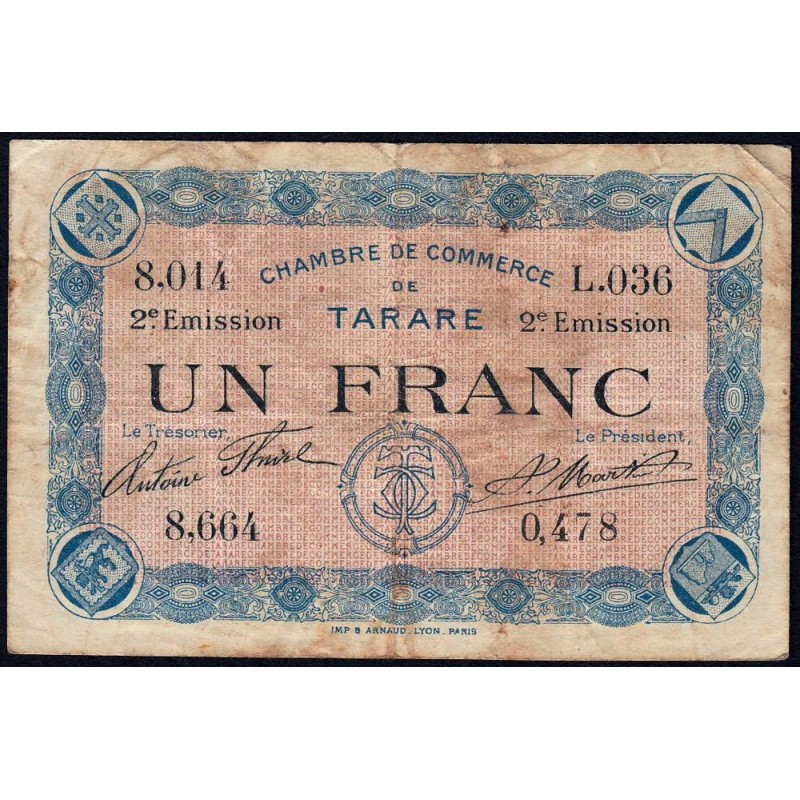 CHAMBRE DE COMMERCE
DE
TARARE
8,014 L.036
2e. Emission 2e. Emission
UN FRANC
Le Trésorier, Le Président,
Antoine
8,664 0,478
IMP. B ARNAUD. LYON. PARIS